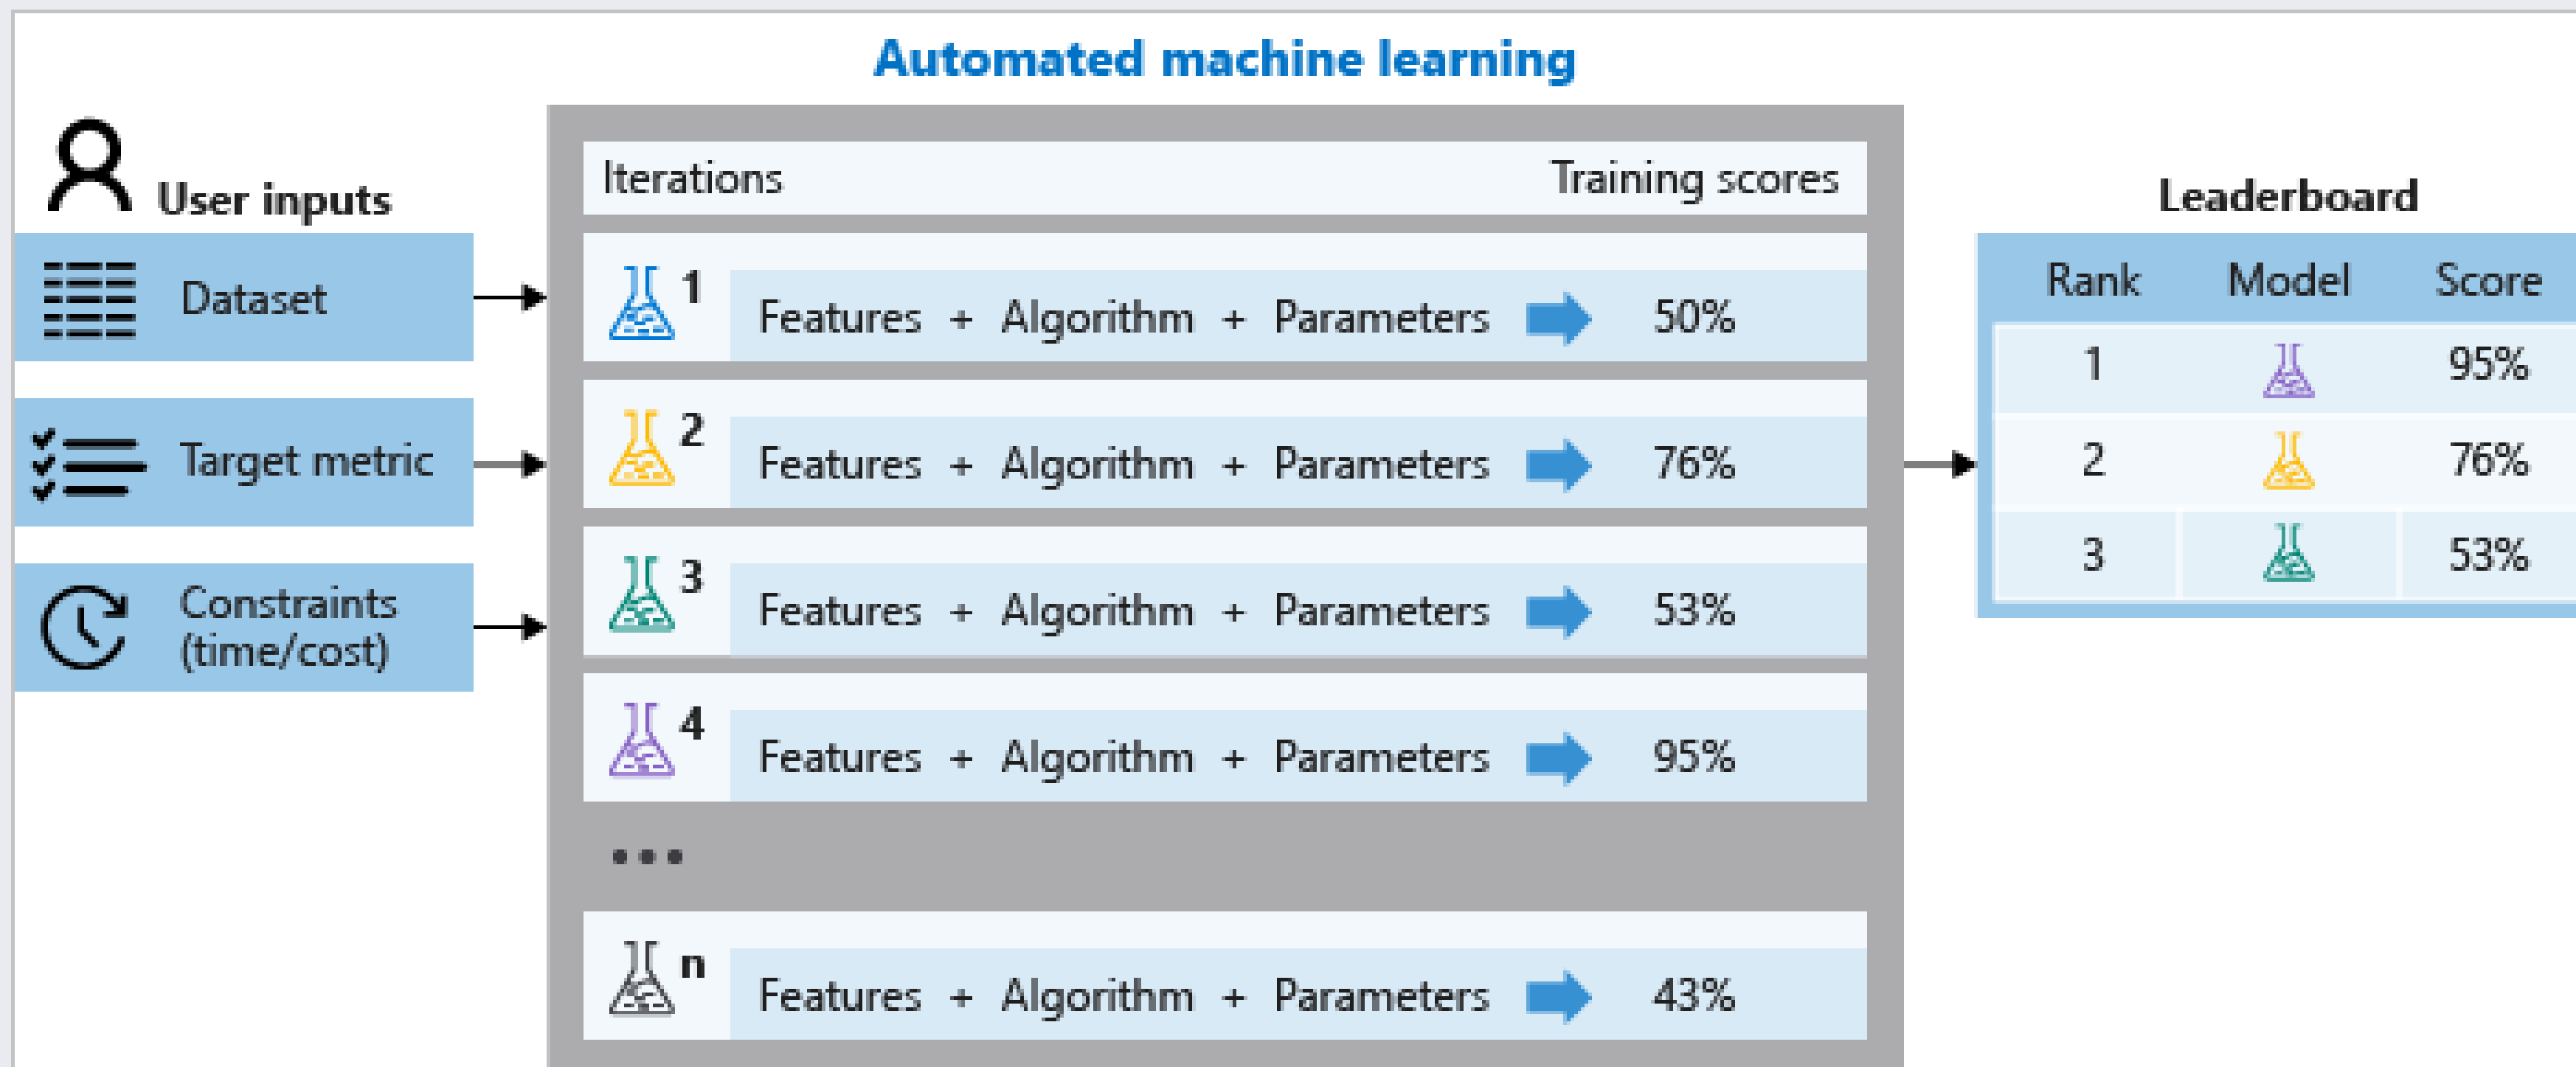 Automated machine learning
User inputs
Dataset
Target metric
Constraints
(time/cost)
Iterations Training scores
1 Features + Algorithm + Parameters 50%
2 Features + Algorithm + Parameters 76%
3 Features + Algorithm + Parameters 53%
4 Features + Algorithm + Parameters 95%
...
n Features + Algorithm + Parameters 43%
Leaderboard
Rank Model Score
1 95%
2 76%
3 53%